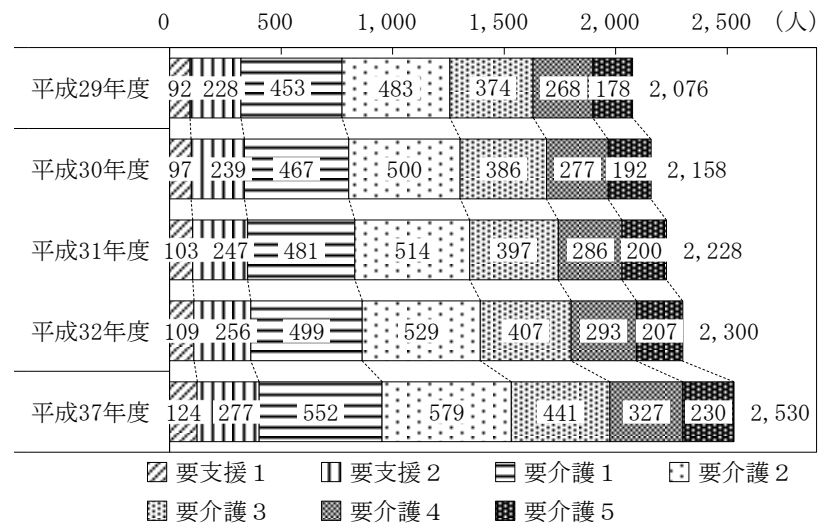 0 500 1,000 1,500 2,000 2,500 (人)
平成29年度 92 228 453 483 374 268 178 2,076
平成30年度 97 239 467 500 386 277 192 2,158
平成31年度 103 247 481 514 397 286 200 2,228
平成32年度 109 256 499 529 407 293 207 2,300
平成37年度 124 277 552 579 441 327 230 2,530
要支援1 要支援2 要介護1 要介護2
要介護3 要介護4 要介護5